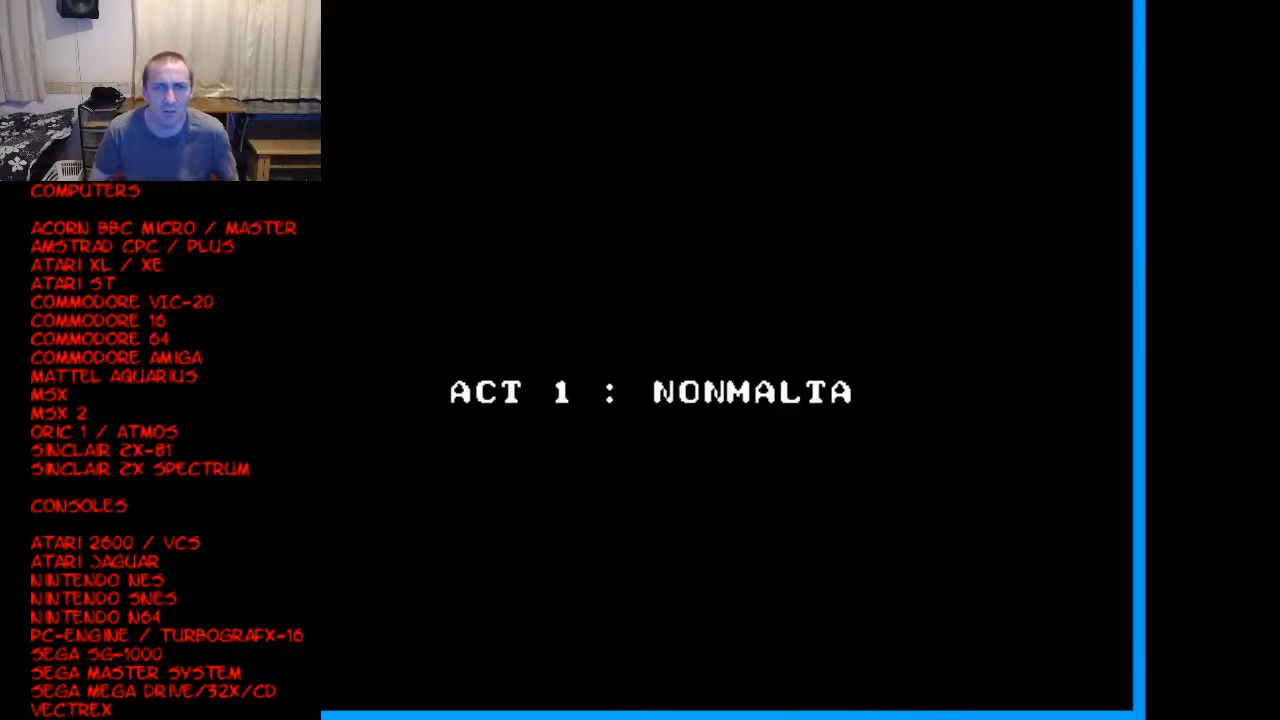 COMPUTERS
ACORN BBC MICRO / MASTER
AMSTRAD CPC / PLUS
ATARI XL / XE
ATARI ST
COMMODORE VIC-20
COMMODORE 16
COMMODORE 64
COMMODORE AMIGA
MATTEL AQUARIUS
MSX
MSX 2
ORIC 1 / ATMOS
SINCLAIR ZX-81
SINCLAIR ZX SPECTRUM
CONSOLES
ATARI 2600 / VCS
ATARI JAGUAR
NINTENDO NES
NINTENDO SNES
NINTENDO N64
PC-ENGINE / TURBOGRAFX-16
SEGA SG-1000
SEGA MASTER SYSTEM
SEGA MEGA DRIVE/32X/CD
VECTREX
ACT 1 : NONMALTA